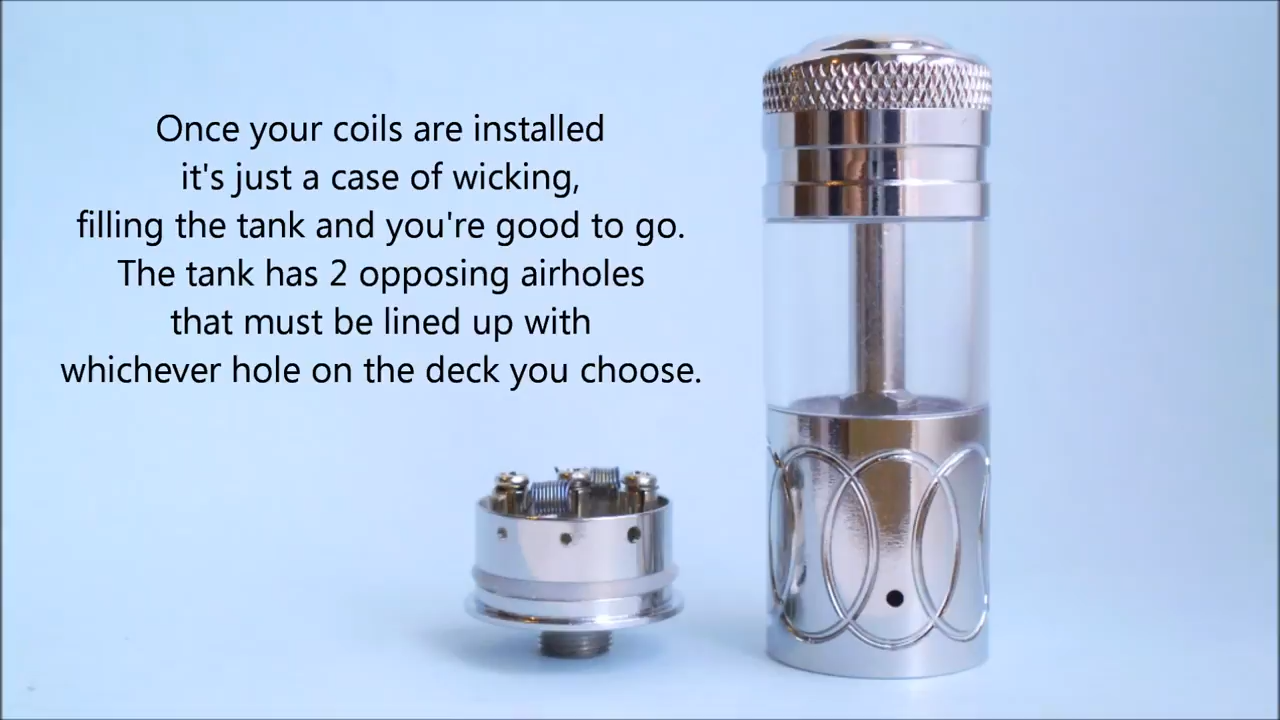 Once your coils are installed
it's just a case of wicking,
filling the tank and you're good to go.
The tank has 2 opposing airholes
that must be lined up with
whichever hole on the deck you choose.